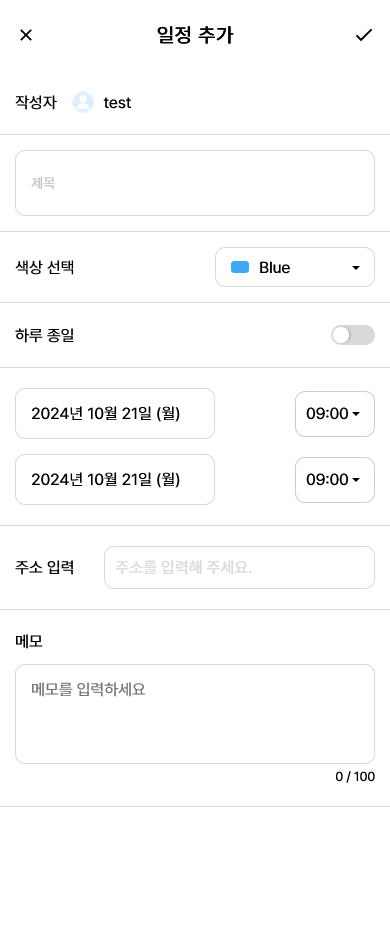 일정 추가
작성자 test
제목
색상 선택 Blue
하루 종일
2024년 10월 21일 (월) 09:00
2024년 10월 21일 (월) 09:00
주소 입력 주소를 입력해 주세요.
메모
메모를 입력하세요
0 / 100